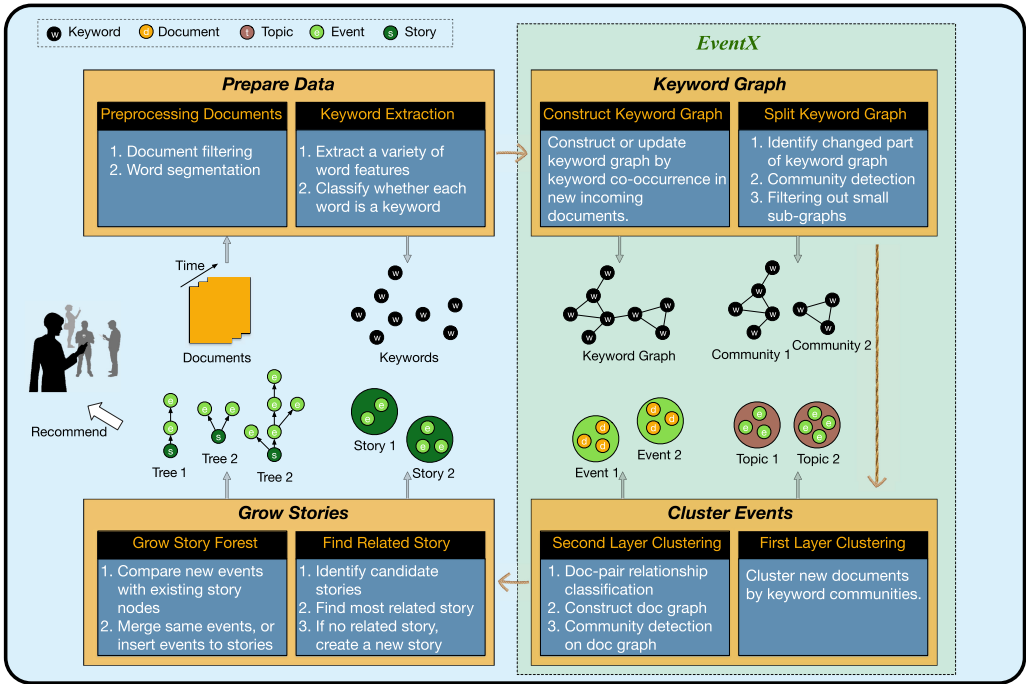 w Keyword d Document t Topic e Event s Story
EventX
Prepare Data
Preprocessing Documents
1. Document filtering
2. Word segmentation
Keyword Extraction
1. Extract a variety of
word features
2. Classify whether each
word is a keyword
Keyword Graph
Construct Keyword Graph
Construct or update
keyword graph by
keyword co-occurrence in
new incoming
documents.
Split Keyword Graph
1. Identify changed part
of keyword graph
2. Community detection
3. Filtering out small
sub-graphs
Time
Documents
w
w
w
w
w
w
w
w
Keywords
w
w
w
w
w
w
w
w
Keyword Graph
w
w
w
w
w
Community 1
w
w
w
Community 2
Recommend
e
e
s
Tree 1
e
e
s
Tree 2
e
e
e
e
e
s
Tree 2
e
e
Story 1
e
e
e
Story 2
d
d
d
Event 1
d
d
d
Event 2
e
e
e
Topic 1
e
e
e
e
Topic 2
Grow Stories
Grow Story Forest
1. Compare new events
with existing story
nodes
2. Merge same events, or
insert events to stories
Find Related Story
1. Identify candidate
stories
2. Find most related story
3. If no related story,
create a new story
Cluster Events
Second Layer Clustering
1. Doc-pair relationship
classification
2. Construct doc graph
3. Community detection
on doc graph
First Layer Clustering
Cluster new documents
by keyword communities.